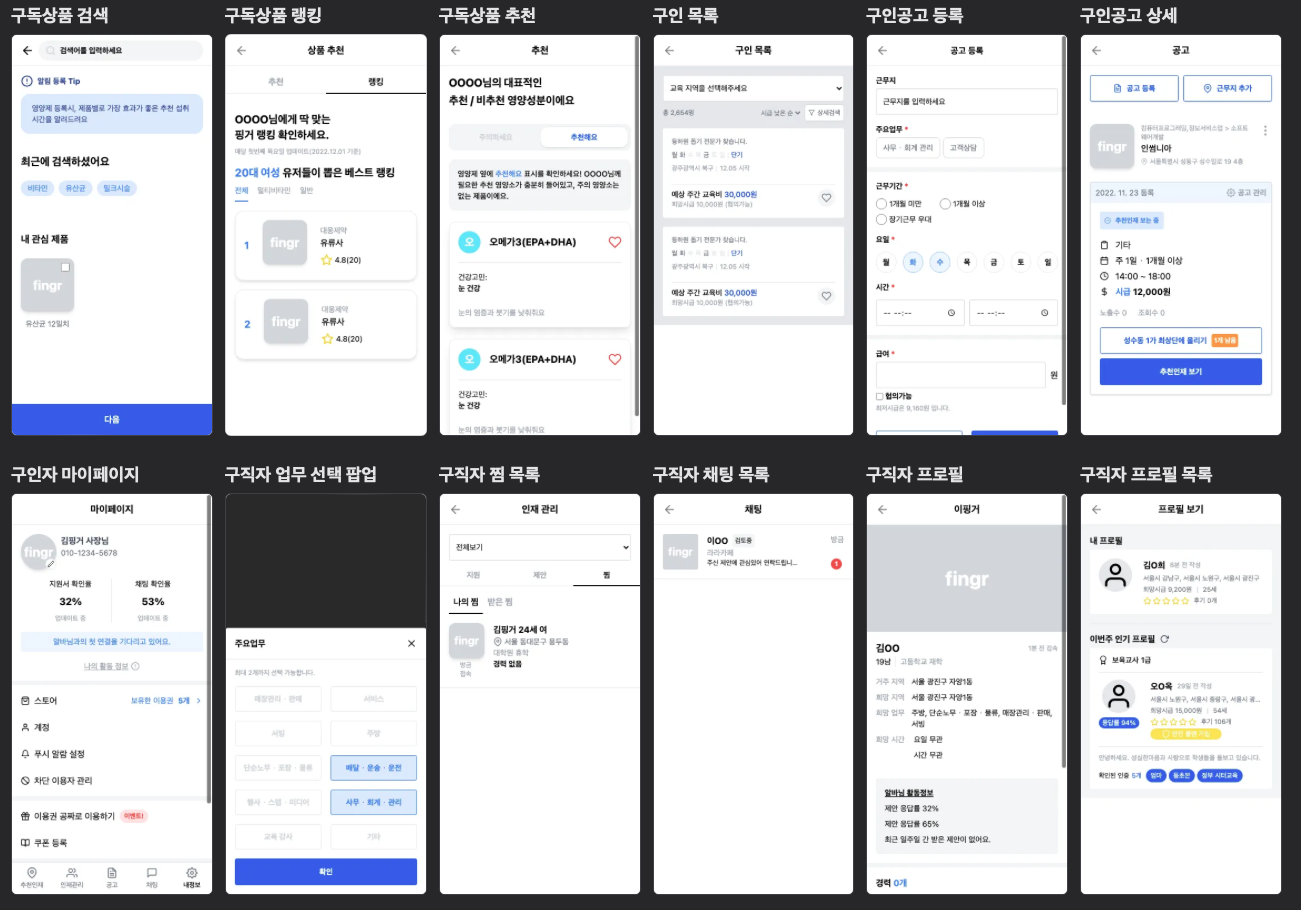 구독상품 검색
검색어를 입력하세요
알림 등록 Tip
영양제 등록시, 제품별로 가장 효과가 좋은 추천 섭취
시간을 알려드려요
최근에 검색하셨어요
비타민
유산균
밀크시슬
내 관심 제품
fingr
유산균 12일치
다음
구독상품 랭킹
상품 추천
추천
랭킹
OOOO님에게 딱 맞는
핑거 랭킹 확인하세요.
매달 첫번째 목요일 업데이트(2022.12.01 기준)
20대 여성 유저들이 뽑은 베스트 랭킹
전체
멀티비타민
일반
1
fingr
대웅제약
유류사
4.8(20)
2
fingr
대웅제약
유류사
4.8(20)
구독상품 추천
추천
OOOO님의 대표적인
추천 / 비추천 영양성분이에요
주의하세요
추천해요
영양제 옆에 추천해요 표시를 확인하세요! OOOO님께
필요한 추천 영양소가 충분히 들어있고, 주의 영양소는
없는 제품이에요.
오
오메가3(EPA+DHA)
건강고민:
눈 건강
눈의 염증과 붓기를 낮춰줘요
오
오메가3(EPA+DHA)
건강고민:
눈 건강
눈의 염증과 붓기를 낮춰줘요
구인 목록
구인 목록
교육 지역을 선택해주세요
총 2,654명
시급 낮은 순
상세검색
등하원 돕기 전문가 찾습니다.
월 화 수 목 금 토 일 | 단기
광주광역시 북구 | 12.05 시작
예상 주간 교육비 30,000원
희망시급 10,000원 (협의가능)
등하원 돕기 전문가 찾습니다.
월 화 수 목 금 토 일 | 단기
광주광역시 북구 | 12.05 시작
예상 주간 교육비 30,000원
희망시급 10,000원 (협의가능)
구인공고 등록
공고 등록
근무지
근무지를 입력하세요
주요업무 *
사무 · 회계 관리
고객상담
근무기간 *
1개월 미만
1개월 이상
장기근무 우대
요일 *
월
화
수
목
금
토
일
시간 *
-- --:--
-- --:--
급여 *
원
협의가능
최저시급은 9,160원 입니다.
구인공고 상세
공고
공고 등록
근무지 추가
fingr
컴퓨터프로그래밍, 정보서비스업 > 소프트
웨어개발
인썸니아
서울특별시 성동구 성수일로 19 4층
2022. 11. 23 등록
공고 관리
추천인재 보는 중
기타
주 1일 · 1개월 이상
14:00 ~ 18:00
시급 12,000원
노출수 0
조회수 0
성수동 1가 최상단에 올리기
1개 남음
추천인재 보기
구인자 마이페이지
마이페이지
fingr
김핑거 사장님
010-1234-5678
지원서 확인율
32%
업데이트 중
채팅 확인율
53%
업데이트 중
알바님과의 첫 연결을 기다리고 있어요.
나의 활동 정보
스토어
보유한 이용권 5개
계정
푸시 알람 설정
차단 이용자 관리
이용권 공짜로 이용하기
이벤트!
쿠폰 등록
추천인재
인재관리
공고
채팅
내정보
구직자 업무 선택 팝업
주요업무
최대 3개까지 선택 가능합니다.
매장관리 · 판매
서비스
서빙
주방
단순노무 · 포장 · 물류
배달 · 운송 · 운전
행사 · 스텝 · 미디어
사무 · 회계 · 관리
교육 강사
기타
확인
구직자 찜 목록
인재 관리
전체보기
지원
제안
찜
나의 찜
받은 찜
fingr
방금
접속
김핑거 24세 여
서울 동대문구 용두동
대학원 휴학
경력 없음
구직자 채팅 목록
채팅
fingr
이OO
검토중
방금
라라카페
주신 제안에 관심있어 연락드립니...
1
구직자 프로필
이핑거
fingr
김OO
1분 전 접속
19남 | 고등학교 재학
거주 지역
서울 광진구 자양1동
희망 지역
서울 광진구 자양1동
희망 업무
주방, 단순노무 · 포장 · 물류, 매장관리 · 판매,
서빙
희망 시간
요일 무관
시간 무관
알바님 활동정보
제안 응답률 32%
제안 응답률 65%
최근 일주일 간 받은 제안이 없어요.
경력 0개
구직자 프로필 목록
프로필 보기
내 프로필
김O희
8분 전 작성
서울시 강남구, 서울시 노원구, 서울시 광진구
희망시급 9,200원 | 25세
후기 0개
이번주 인기 프로필
보육교사 1급
오O옥
29일 전 작성
서울시 노원구, 서울시 중랑구, 서울시 광...
희망시급 15,000원 | 54세
응답률 94%
후기 106개
안녕하세요. 성실한마음과 사랑으로 학생들을 돌보고 있습니다.
확인된 인증 5개
엄마
등초본
정부 시터교육